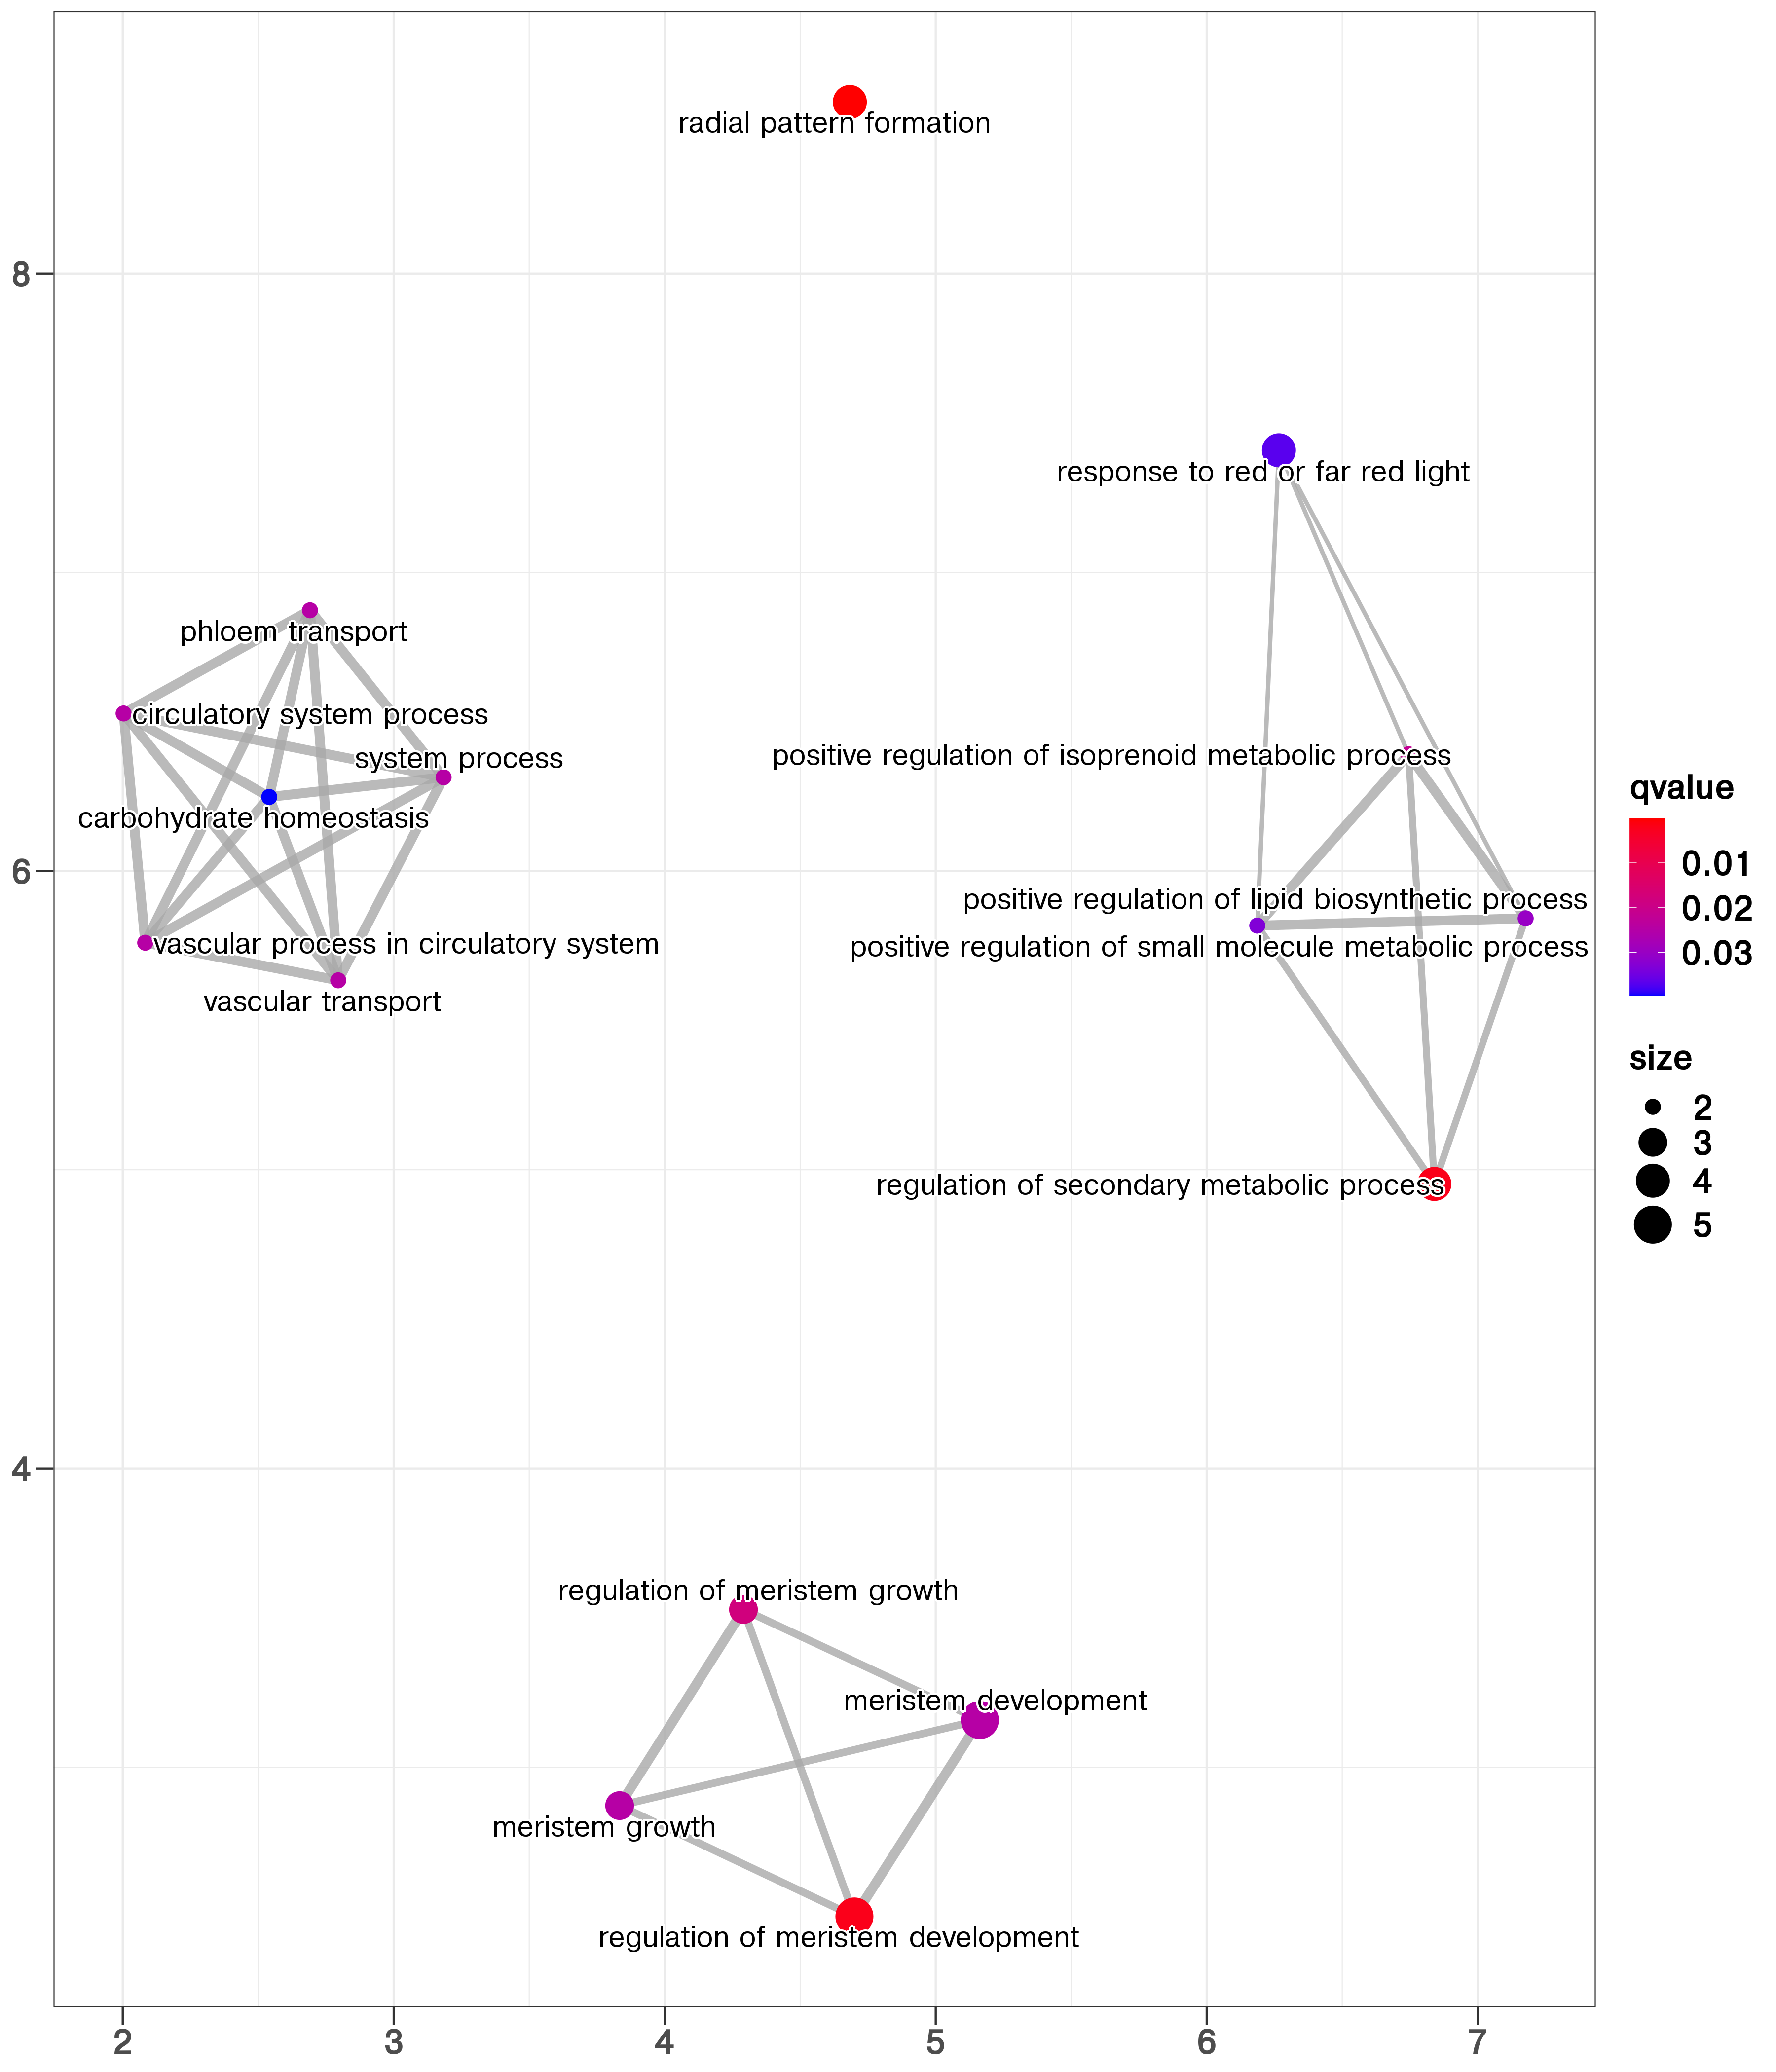 radial pattern formation
8
response to red or far red light
phloem transport
circulatory system process
system process
positive regulation of isoprenoid metabolic process
carbohydrate homeostasis
6
positive regulation of lipid biosynthetic process
vascular process in circulatory system
positive regulation of small molecule metabolic process
vascular transport
regulation of secondary metabolic process
4
regulation of meristem growth
meristem development
meristem growth
regulation of meristem development
2 3 4 5 6 7
qvalue
0.01
0.02
0.03
size
2
3
4
5